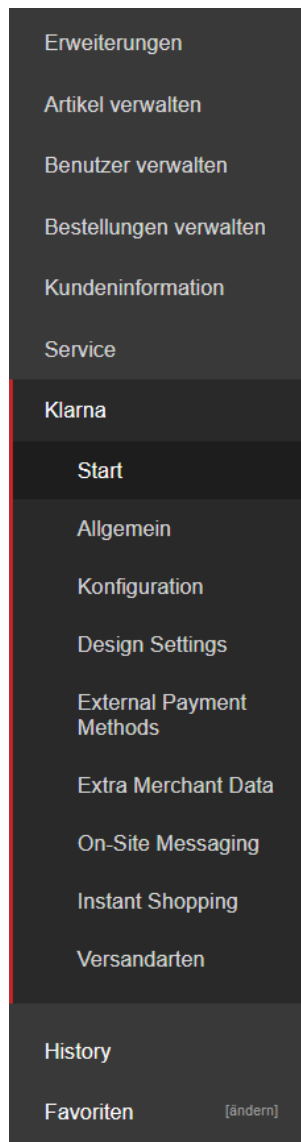 Erweiterungen
Artikel verwalten
Benutzer verwalten
Bestellungen verwalten
Kundeninformation
Service
Klarna
Start
Allgemein
Konfiguration
Design Settings
External Payment
Methods
Extra Merchant Data
On-Site Messaging
Instant Shopping
Versandarten
History
Favoriten [ändern]